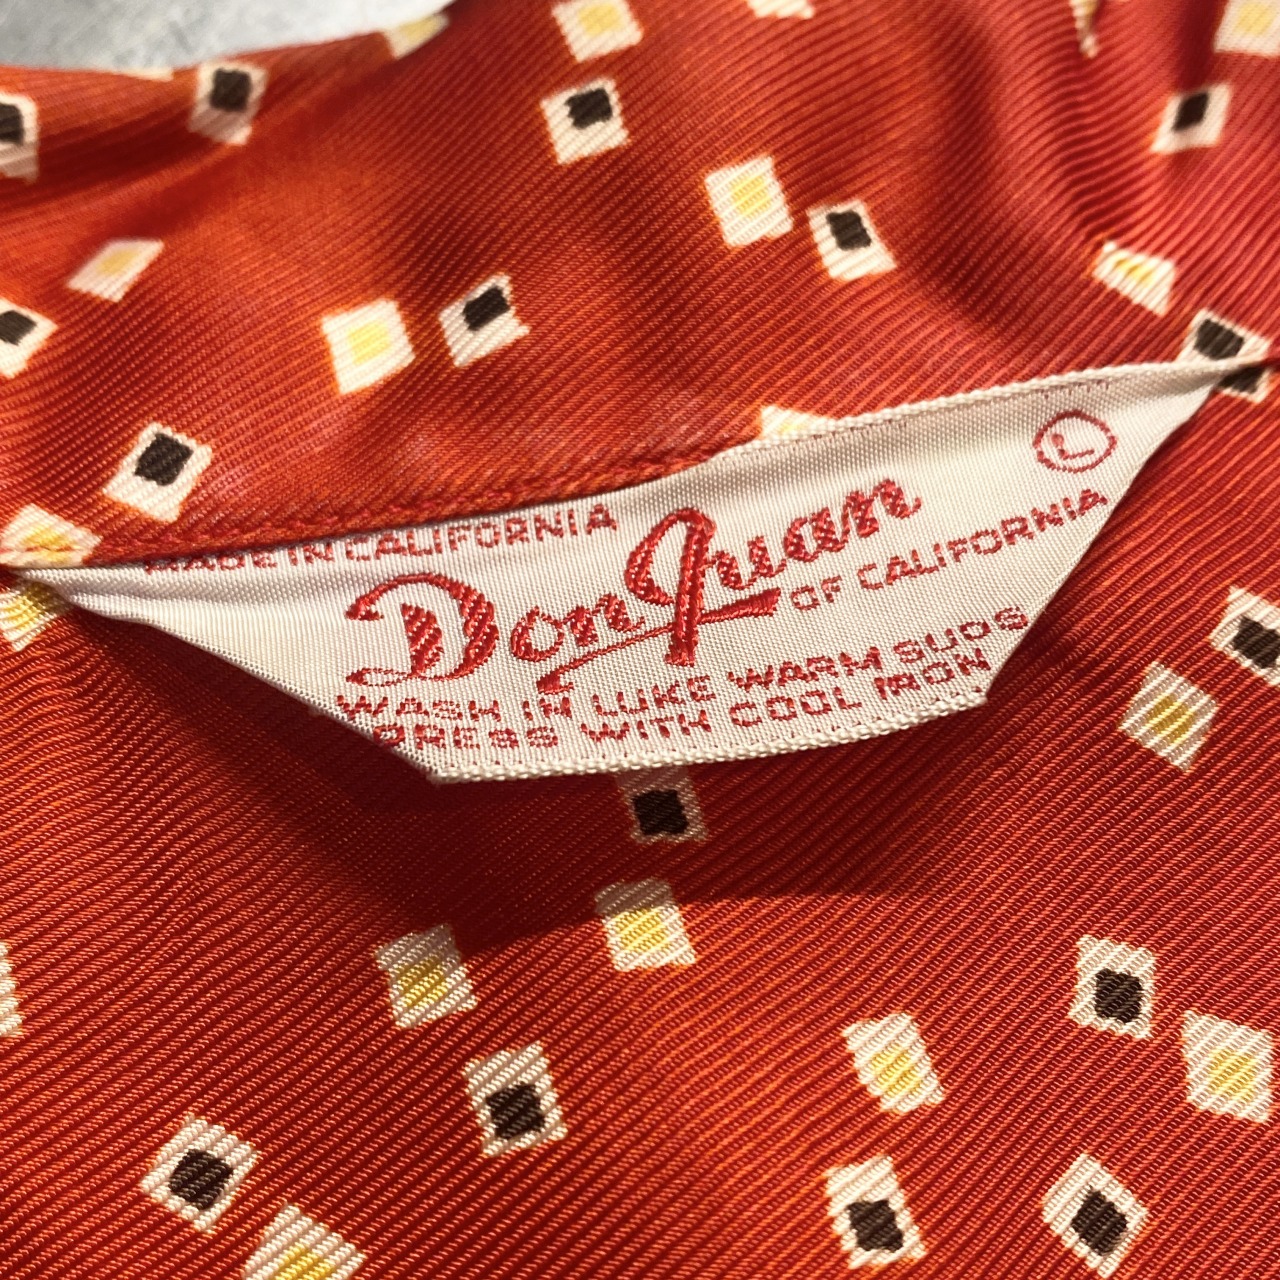 L
MADE IN CALIFORNIA
Don Juan
OF CALIFORNIA
WASH IN LUKE WARM SUDS
PRESS WITH COOL IRON